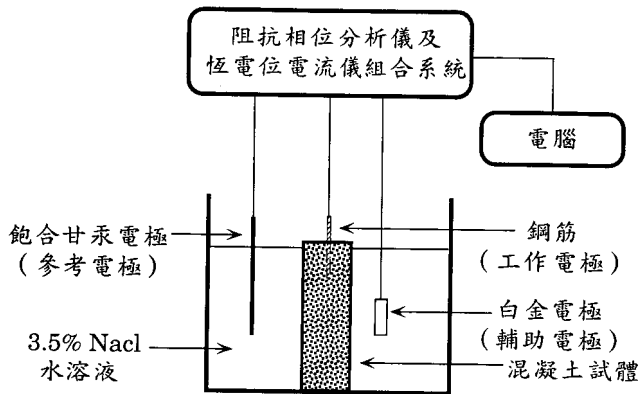 阻抗相位分析儀及
恆電位電流儀組合系統
電腦
飽合甘汞電極
(參考電極)
3.5% Nacl
水溶液
鋼筋
(工作電極)
白金電極
(輔助電極)
混凝土試體